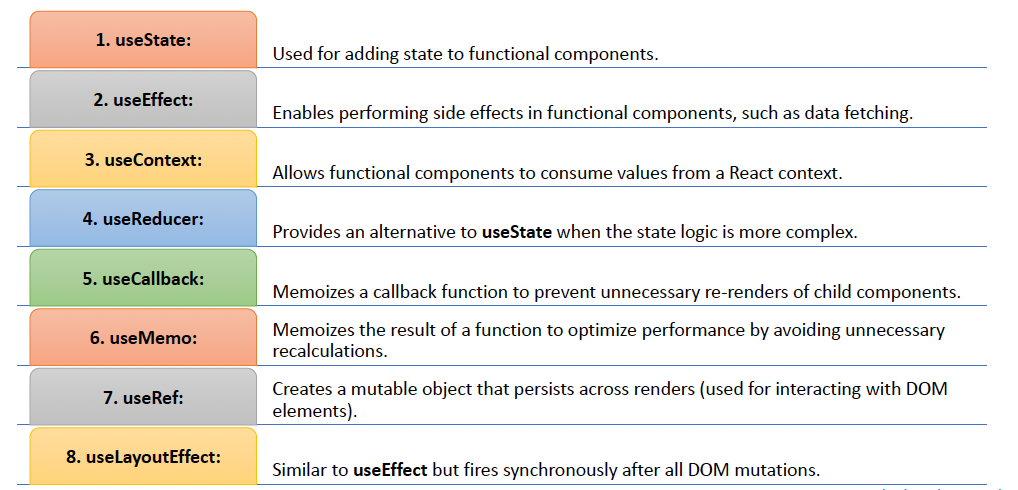 1. useState:
Used for adding state to functional components.
2. useEffect:
Enables performing side effects in functional components, such as data fetching.
3. useContext:
Allows functional components to consume values from a React context.
4. useReducer:
Provides an alternative to useState when the state logic is more complex.
5. useCallback:
Memoizes a callback function to prevent unnecessary re-renders of child components.
6. useMemo:
Memoizes the result of a function to optimize performance by avoiding unnecessary
recalculations.
7. useRef:
Creates a mutable object that persists across renders (used for interacting with DOM
elements).
8. useLayoutEffect:
Similar to useEffect but fires synchronously after all DOM mutations.